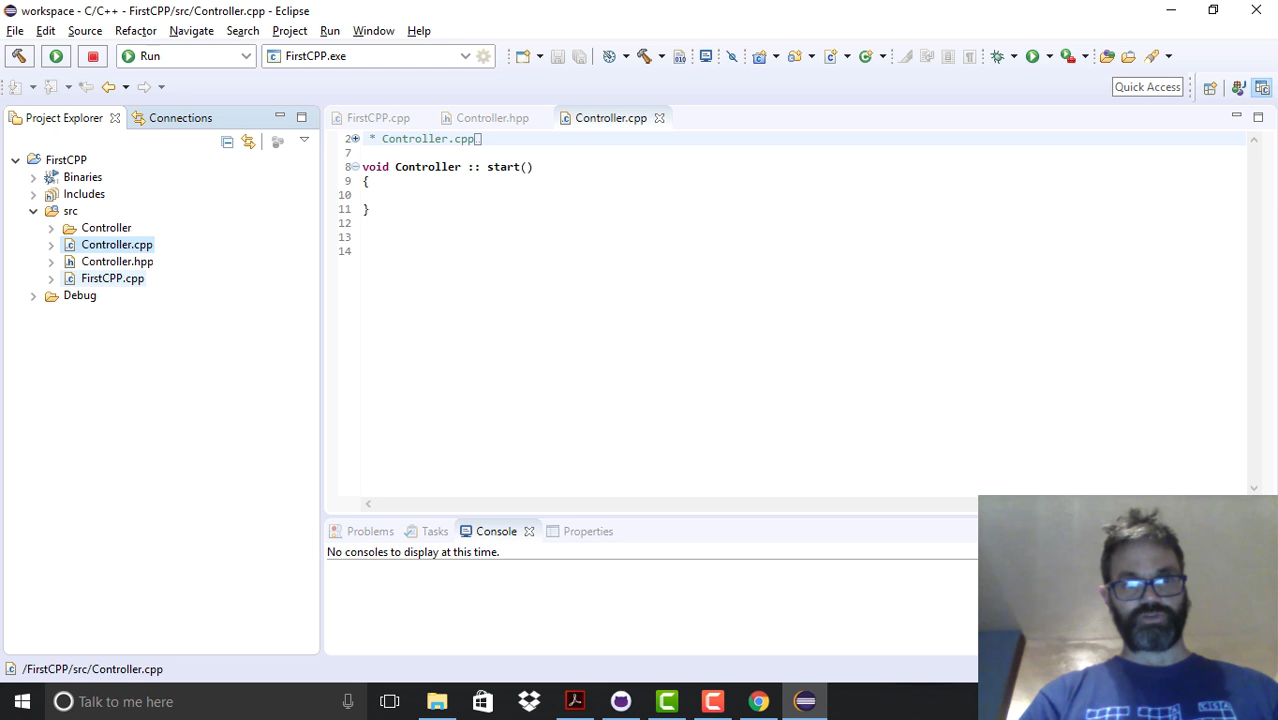 workspace - C/C++ - FirstCPP/src/Controller.cpp - Eclipse
File Edit Source Refactor Navigate Search Project Run Window Help
Run FirstCPP.exe
Quick Access
Project Explorer Connections
FirstCPP.cpp Controller.hpp Controller.cpp
FirstCPP
Binaries
Includes
src
Controller
Controller.cpp
Controller.hpp
FirstCPP.cpp
Debug
2 * Controller.cpp
7
8 void Controller :: start()
9 {
10
11 }
12
13
14
Problems Tasks Console Properties
No consoles to display at this time.
/FirstCPP/src/Controller.cpp
Talk to me here